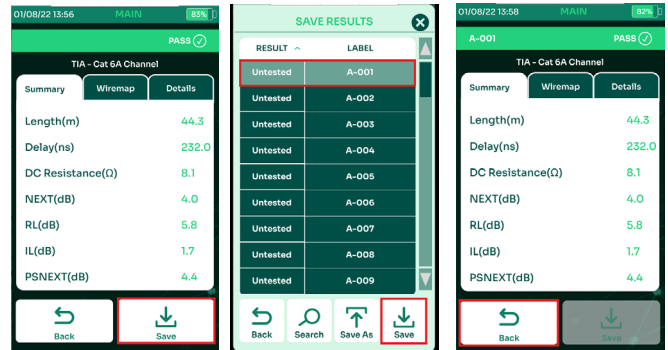 01/08/22 13:56 MAIN 83%
PASS
TIA - Cat 6A Channel
Summary Wiremap Details
Length(m) 44.3
Delay(ns) 232.0
DC Resistance(Ω) 8.1
NEXT(dB) 4.0
RL(dB) 5.8
IL(dB) 1.7
PSNEXT(dB) 4.4
Back Save
SAVE RESULTS
RESULT LABEL
Untested A-001
Untested A-002
Untested A-003
Untested A-004
Untested A-005
Untested A-006
Untested A-007
Untested A-008
Untested A-009
Back Search Save As Save
01/08/22 13:58 MAIN 82%
A-001 PASS
TIA - Cat 6A Channel
Summary Wiremap Details
Length(m) 44.3
Delay(ns) 232.0
DC Resistance(Ω) 8.1
NEXT(dB) 4.0
RL(dB) 5.8
IL(dB) 1.7
PSNEXT(dB) 4.4
Back Save